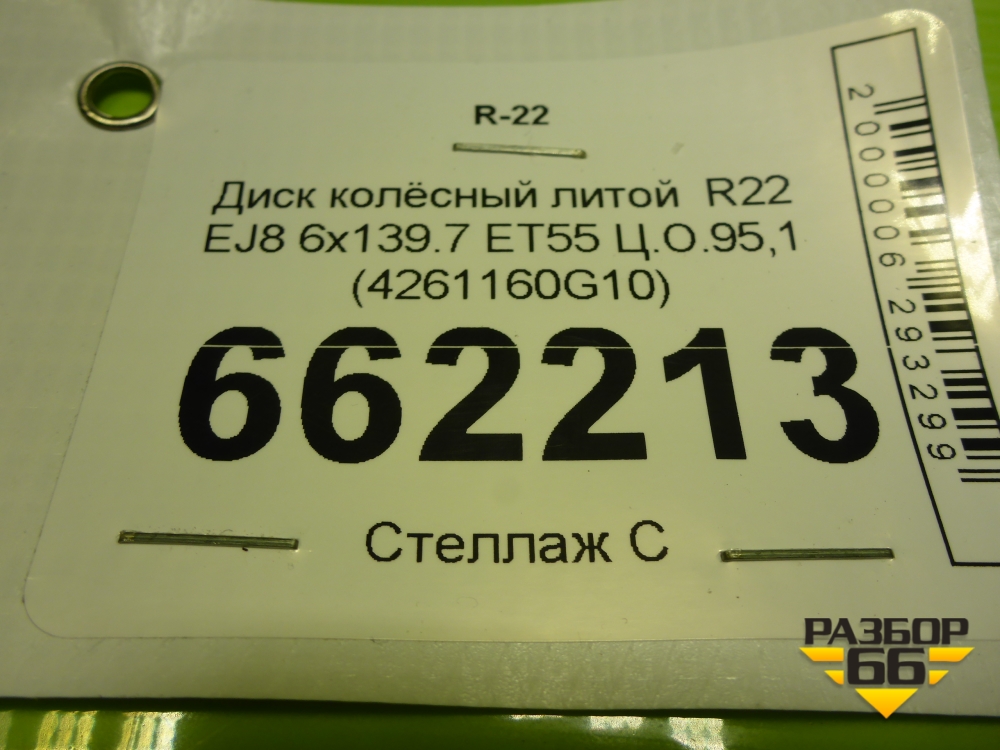 R-22
Диск колёсный литой R22
EJ8 6x139.7 ET55 Ц.О.95,1
(4261160G10)
662213
Стеллаж С
2000006293299
РАЗБОР
66